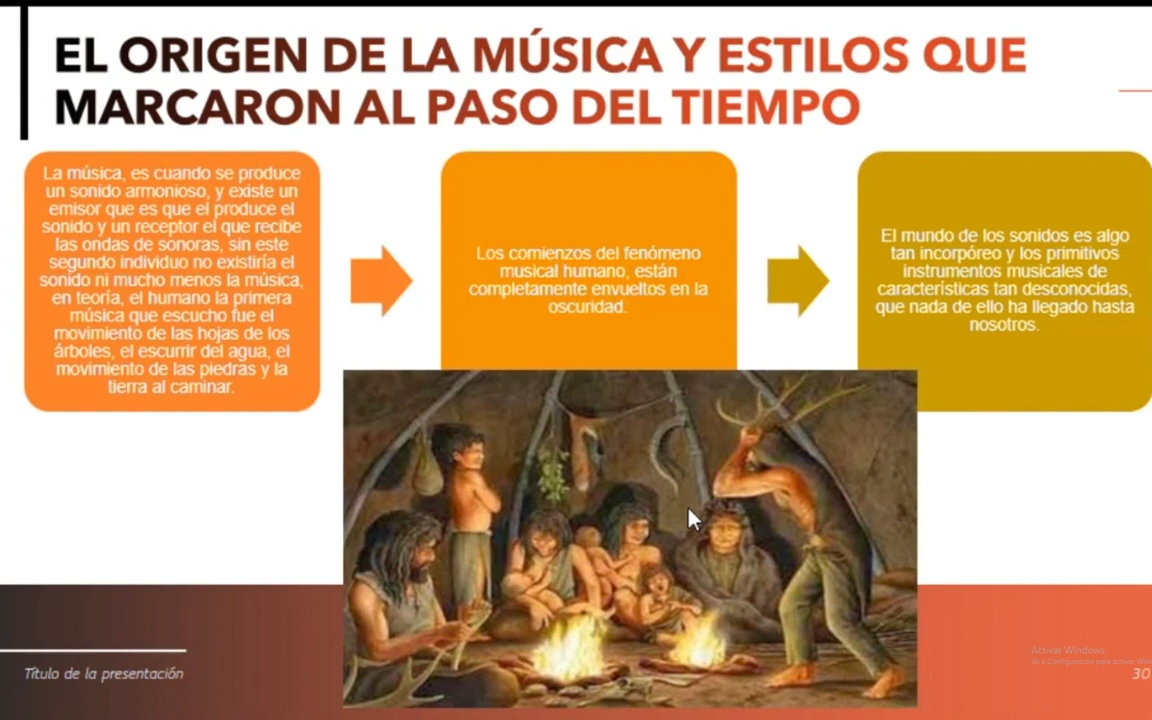 EL ORIGEN DE LA MÚSICA Y ESTILOS QUE
MARCARON AL PASO DEL TIEMPO
La música, es cuando se produce
un sonido armonioso, y existe un
emisor que es que el produce el
sonido y un receptor el que recibe
las ondas de sonoras, sin este
segundo individuo no existiría el
sonido ni mucho menos la música,
en teoría, el humano la primera
música que escucho fue el
movimiento de las hojas de los
árboles, el escurrir del agua, el
movimiento de las piedras y la
tierra al caminar.
Los comienzos del fenómeno
musical humano, están
completamente envueltos en la
oscuridad.
El mundo de los sonidos es algo
tan incorpóreo y los primitivos
instrumentos musicales de
características tan desconocidas,
que nada de ello ha llegado hasta
nosotros.
Título de la presentación
Activar Windows
Ve a Configuración para activar Win
30